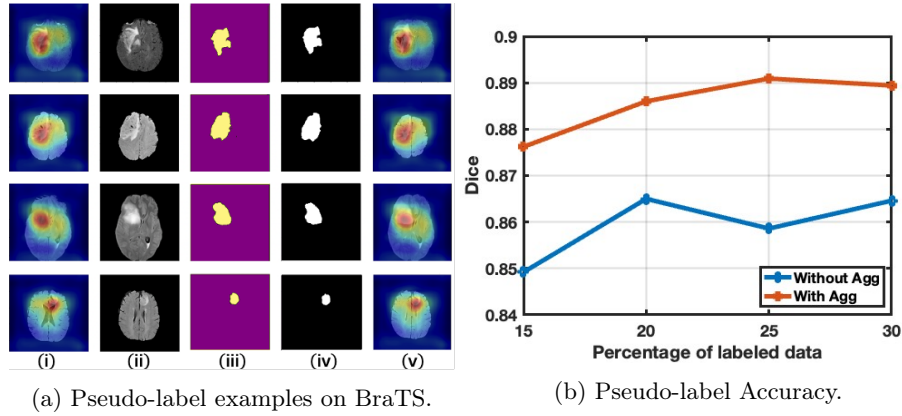 (i) (ii) (iii) (iv) (v)
(a) Pseudo-label examples on BraTS.
0.9
0.89
0.88
0.87
0.86
0.85
0.84
Dice
Without Agg
With Agg
15 20 25 30
Percentage of labeled data
(b) Pseudo-label Accuracy.